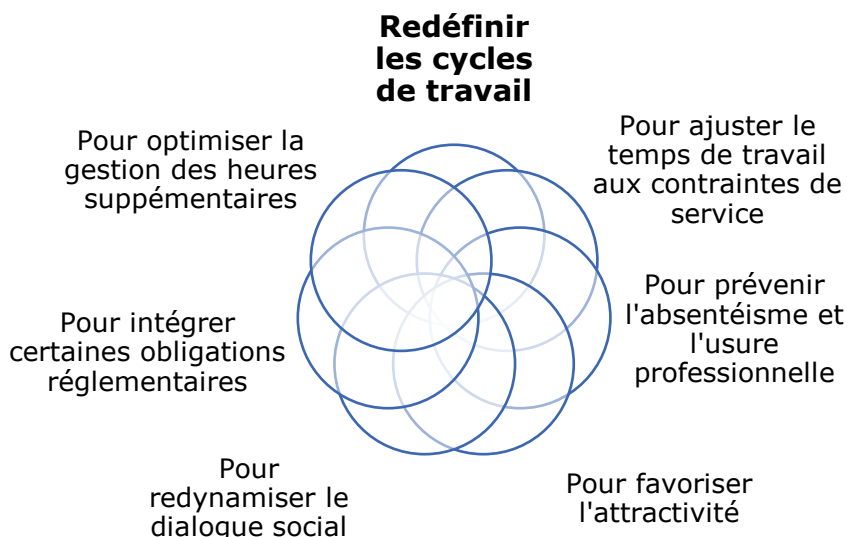 Redéfinir
les cycles
de travail
Pour ajuster le
temps de travail
aux contraintes de
service
Pour prévenir
l'absentéisme et
l'usure
professionnelle
Pour favoriser
l'attractivité
Pour
redynamiser le
dialogue social
Pour intégrer
certaines obligations
réglementaires
Pour optimiser la
gestion des heures
suppémentaires